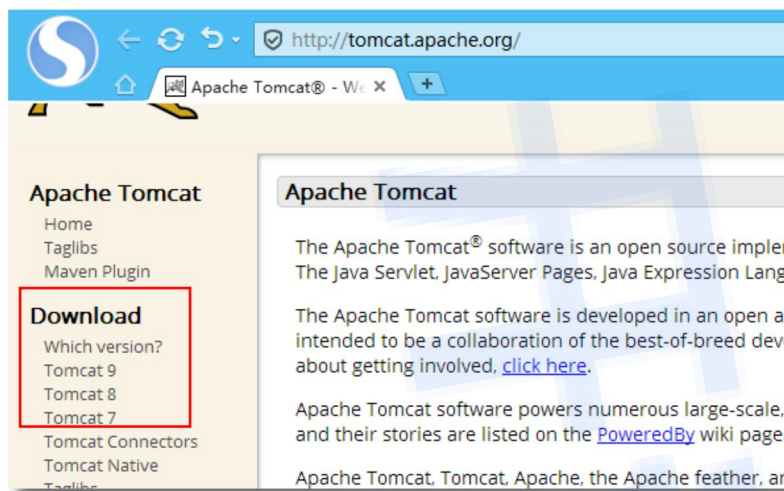 http://tomcat.apache.org/
Apache Tomcat® - We
Apache Tomcat
Home
Taglibs
Maven Plugin
Download
Which version?
Tomcat 9
Tomcat 8
Tomcat 7
Tomcat Connectors
Tomcat Native
Taglibs
Apache Tomcat
The Apache Tomcat® software is an open source
The Java Servlet, JavaServer Pages, Java Expression
The Apache Tomcat software is developed in an open
intended to be a collaboration of the best-of-breed
about getting involved, click here.
Apache Tomcat software powers numerous large-scale,
and their stories are listed on the PoweredBy wiki page
Apache Tomcat, Tomcat, Apache, the Apache feather,